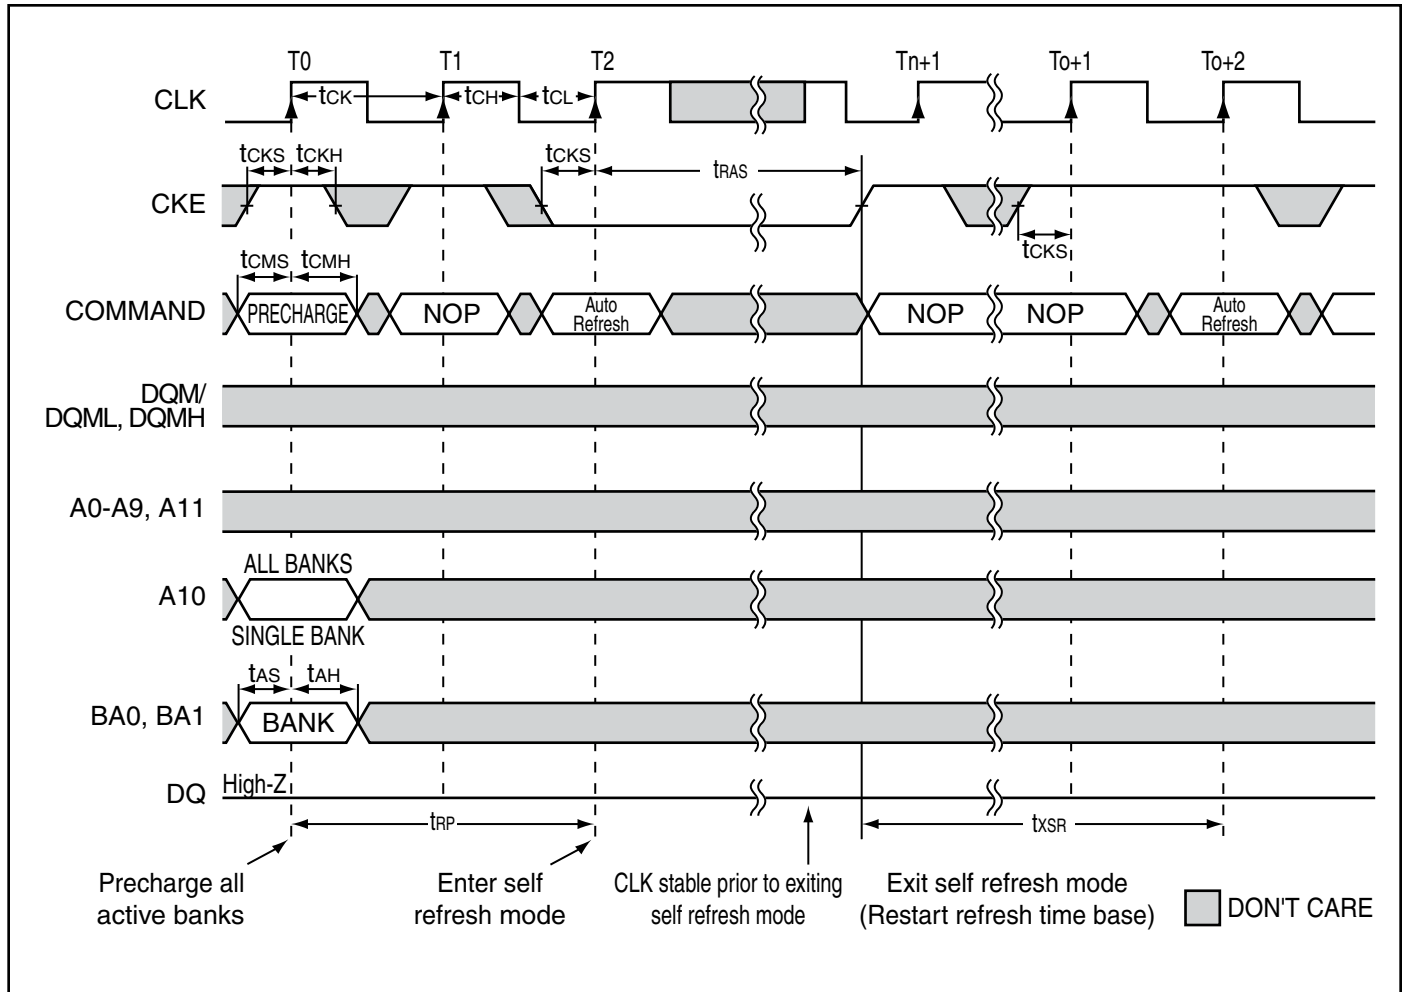 T0 T1 T2 Tn+1 To+1 To+2
CLK tCK tCH tCL
tCKS tCKH tCKS tRAS
CKE
tCKS
tCMS tCMH
COMMAND PRECHARGE NOP Auto Refresh NOP NOP Auto Refresh
DQM/
DQML, DQMH
A0-A9, A11
ALL BANKS
A10
SINGLE BANK
tAS tAH
BA0, BA1 BANK
DQ High-Z
tRP tXSR
Precharge all
active banks
Enter self
refresh mode
CLK stable prior to exiting
self refresh mode
Exit self refresh mode
(Restart refresh time base)
DON'T CARE